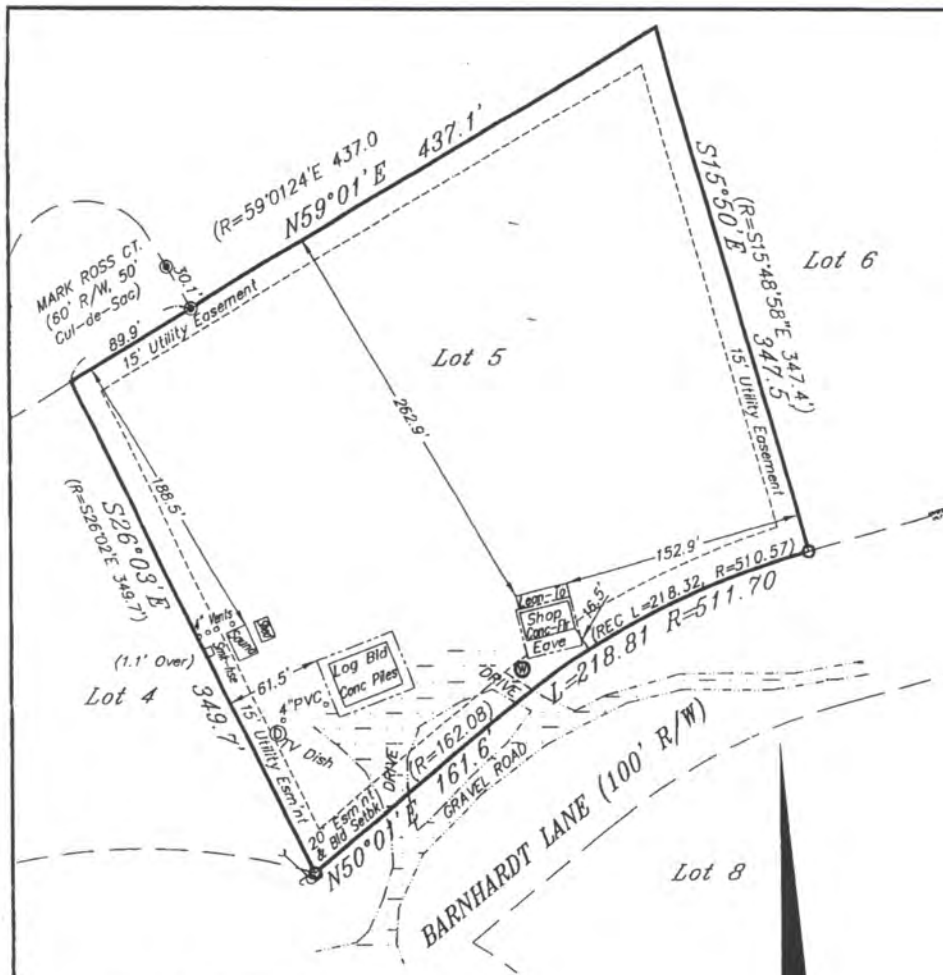 (R=59°01'24"E 437.0
N59°01'E 437.1'
S15°50'E 347.5
(R=S15°48'58"E 347.4')
Lot 6
MARK ROSS CT.
(60' R/W, 50'
Cul-de-Sac)
30.1'
89.9'
15' Utility Easement
Lot 5
15' Utility Easement
262.9'
188.5'
S26°03'E 349.7'
(R=S26°02'E 349.7')
152.9'
Lean-To
Shop
Conc-Flr
Eave
16.5'
(REC L=218.32, R=510.57)
L=218.81 R=511.70
4" Vents
Sauna
Smk-hse
(1.1' Over)
61.5'
Log Bld
Conc Piles
Lot 4
4"PVC
15' Utility Esm'nt
TV Dish
W
DRIVE
DRIVE
(R=162.08)
N50°01'E 161.6'
GRAVEL ROAD
20' Esm'nt
& Bld Setbk
BARNHARDT LANE (100' R/W)
Lot 8